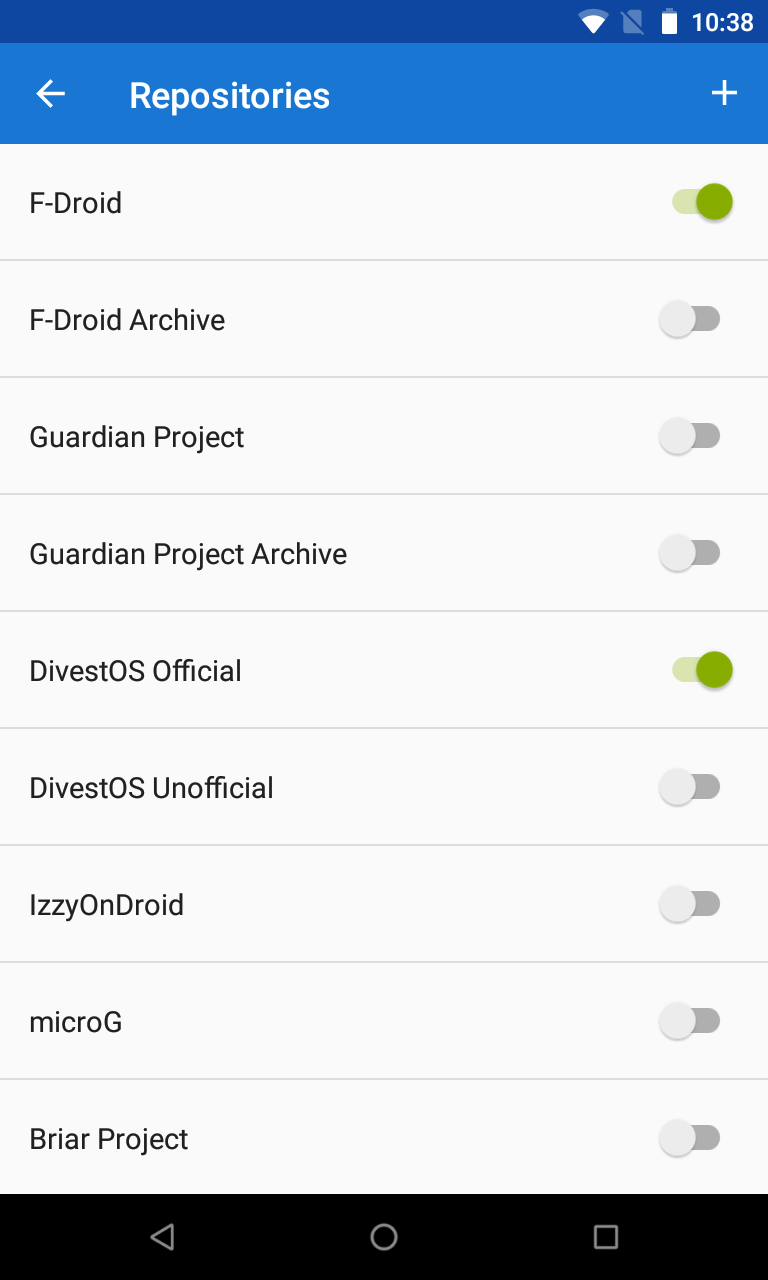 10:38
Repositories
F-Droid
F-Droid Archive
Guardian Project
Guardian Project Archive
DivestOS Official
DivestOS Unofficial
IzzyOnDroid
microG
Briar Project